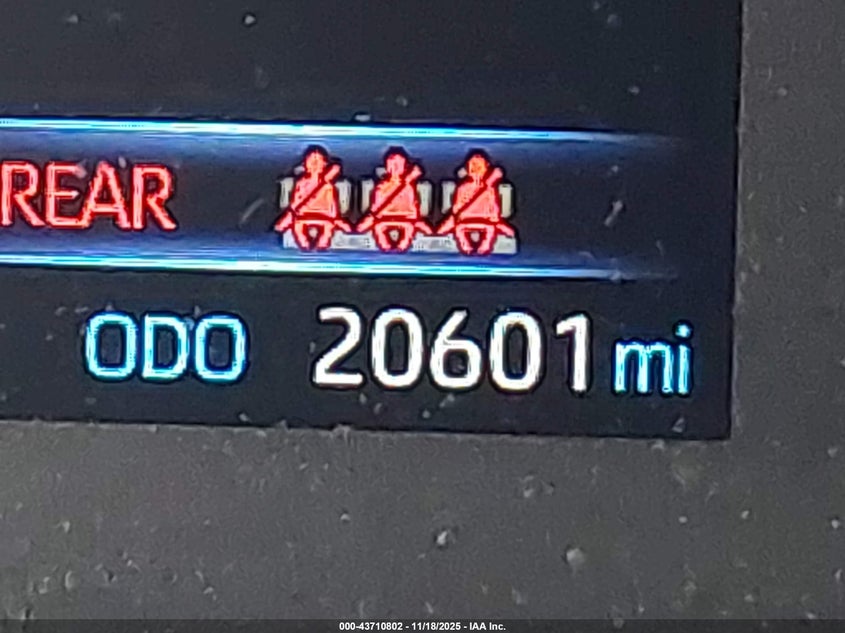 REAR
ODO 20601 mi
000-43710802 - 11/18/2025 - IAA Inc.